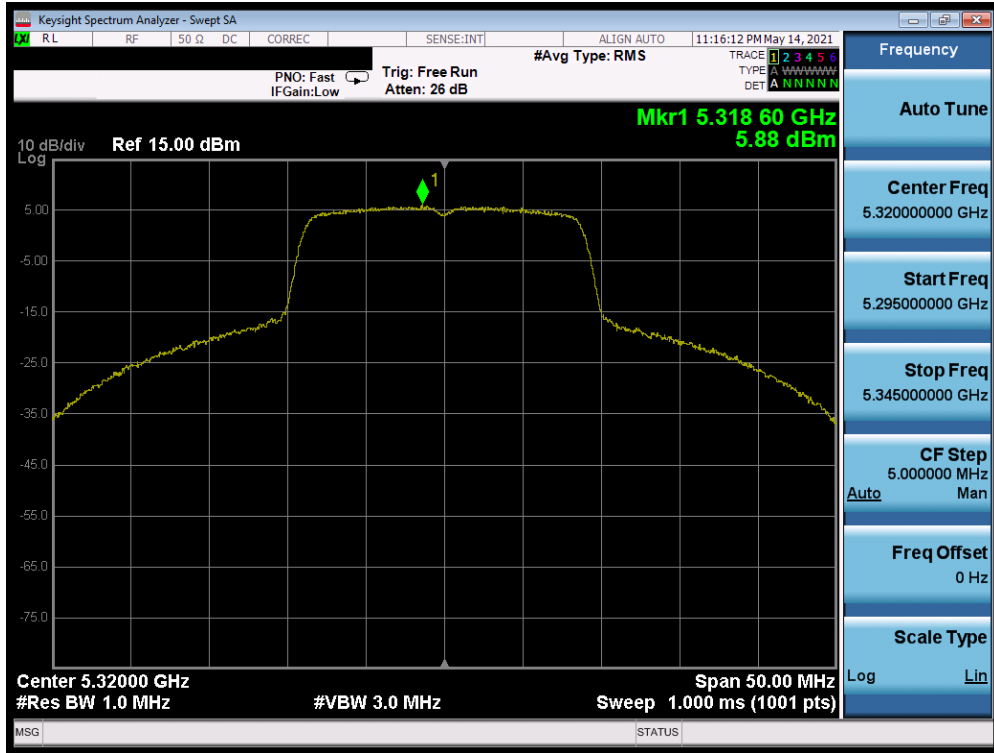 Keysight Spectrum Analyzer - Swept SA
LXI RL RF 50 Ω DC CORREC SENSE:INT ALIGN AUTO 11:16:12 PM May 14, 2021
PNO: Fast
IFGain:Low
Trig: Free Run
Atten: 26 dB
#Avg Type: RMS
TRACE 1 2 3 4 5 6
TYPE A WWWWW
DET A N N N N N
Mkr1 5.318 60 GHz
5.88 dBm
10 dB/div Ref 15.00 dBm
Log
1
5.00
-5.00
-15.0
-25.0
-35.0
-45.0
-55.0
-65.0
-75.0
Center 5.32000 GHz Span 50.00 MHz
#Res BW 1.0 MHz #VBW 3.0 MHz Sweep 1.000 ms (1001 pts)
MSG STATUS
Frequency
Auto Tune
Center Freq
5.320000000 GHz
Start Freq
5.295000000 GHz
Stop Freq
5.345000000 GHz
CF Step
5.000000 MHz
Auto Man
Freq Offset
0 Hz
Scale Type
Log Lin